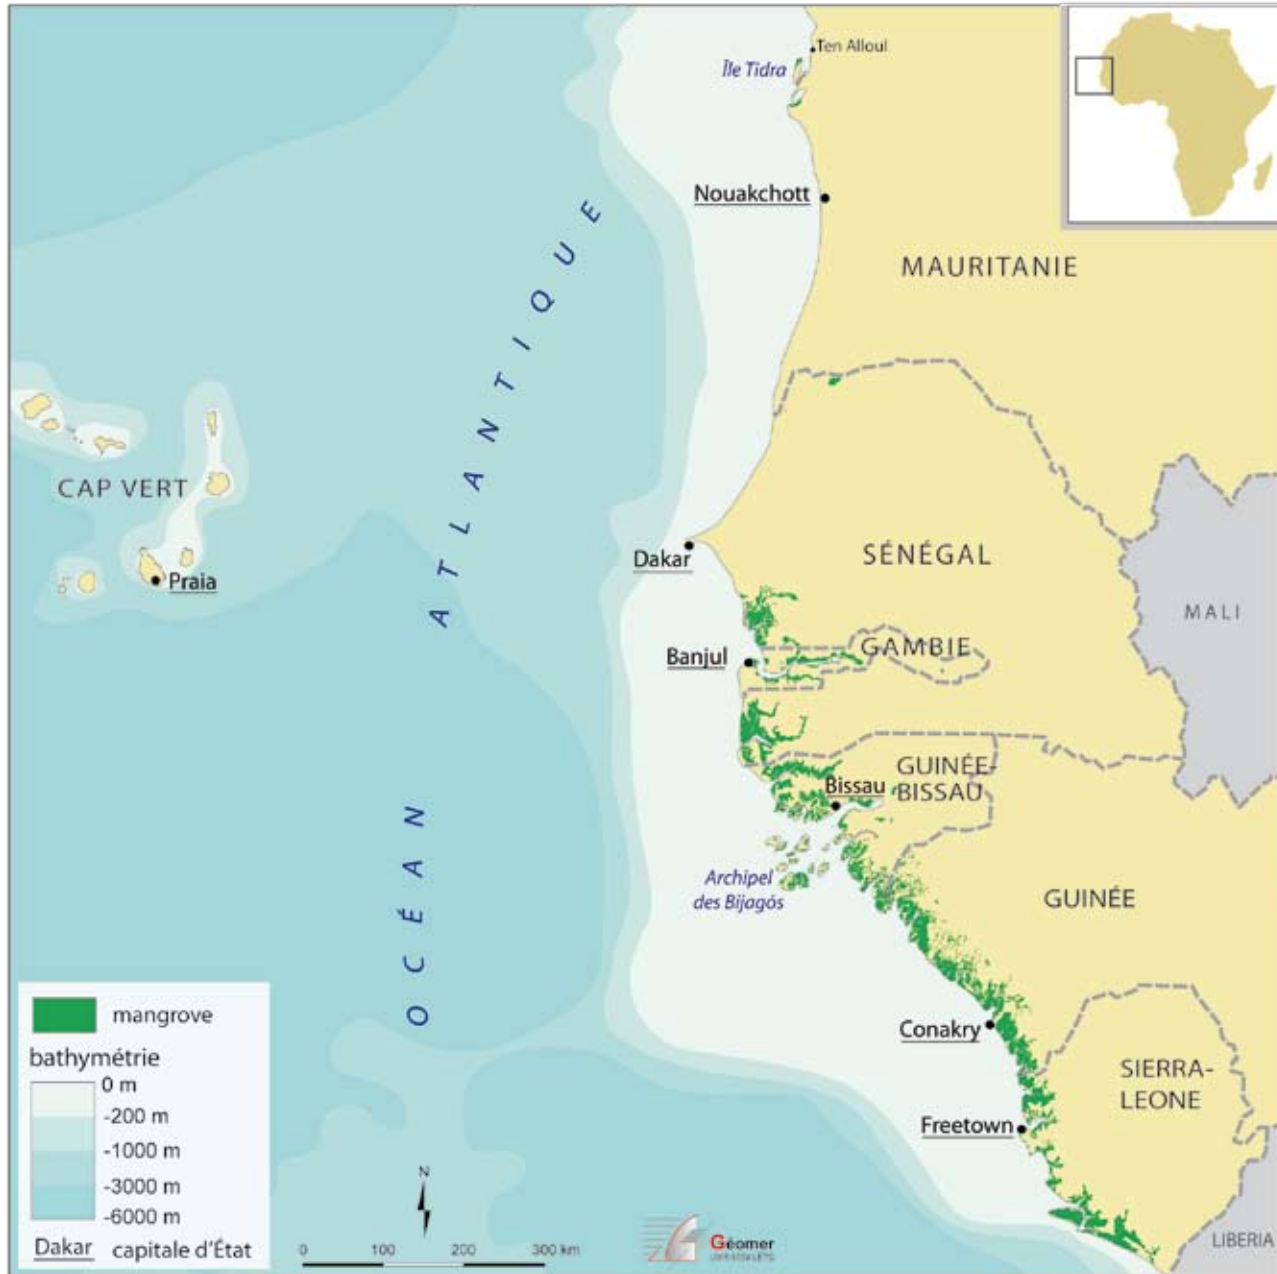 Ten Alloul
Île Tidra
Nouakchott
MAURITANIE
OCÉAN ATLANTIQUE
CAP VERT
Praia
Dakar
SÉNÉGAL
MALI
Banjul
GAMBIE
GUINÉE-
BISSAU
Bissau
Archipel
des Bijagós
GUINÉE
Conakry
SIERRA-
LEONE
Freetown
LIBERIA
mangrove
bathymétrie
0 m
-200 m
-1000 m
-3000 m
-6000 m
Dakar capitale d'État
N
0 100 200 300 km
Géomer